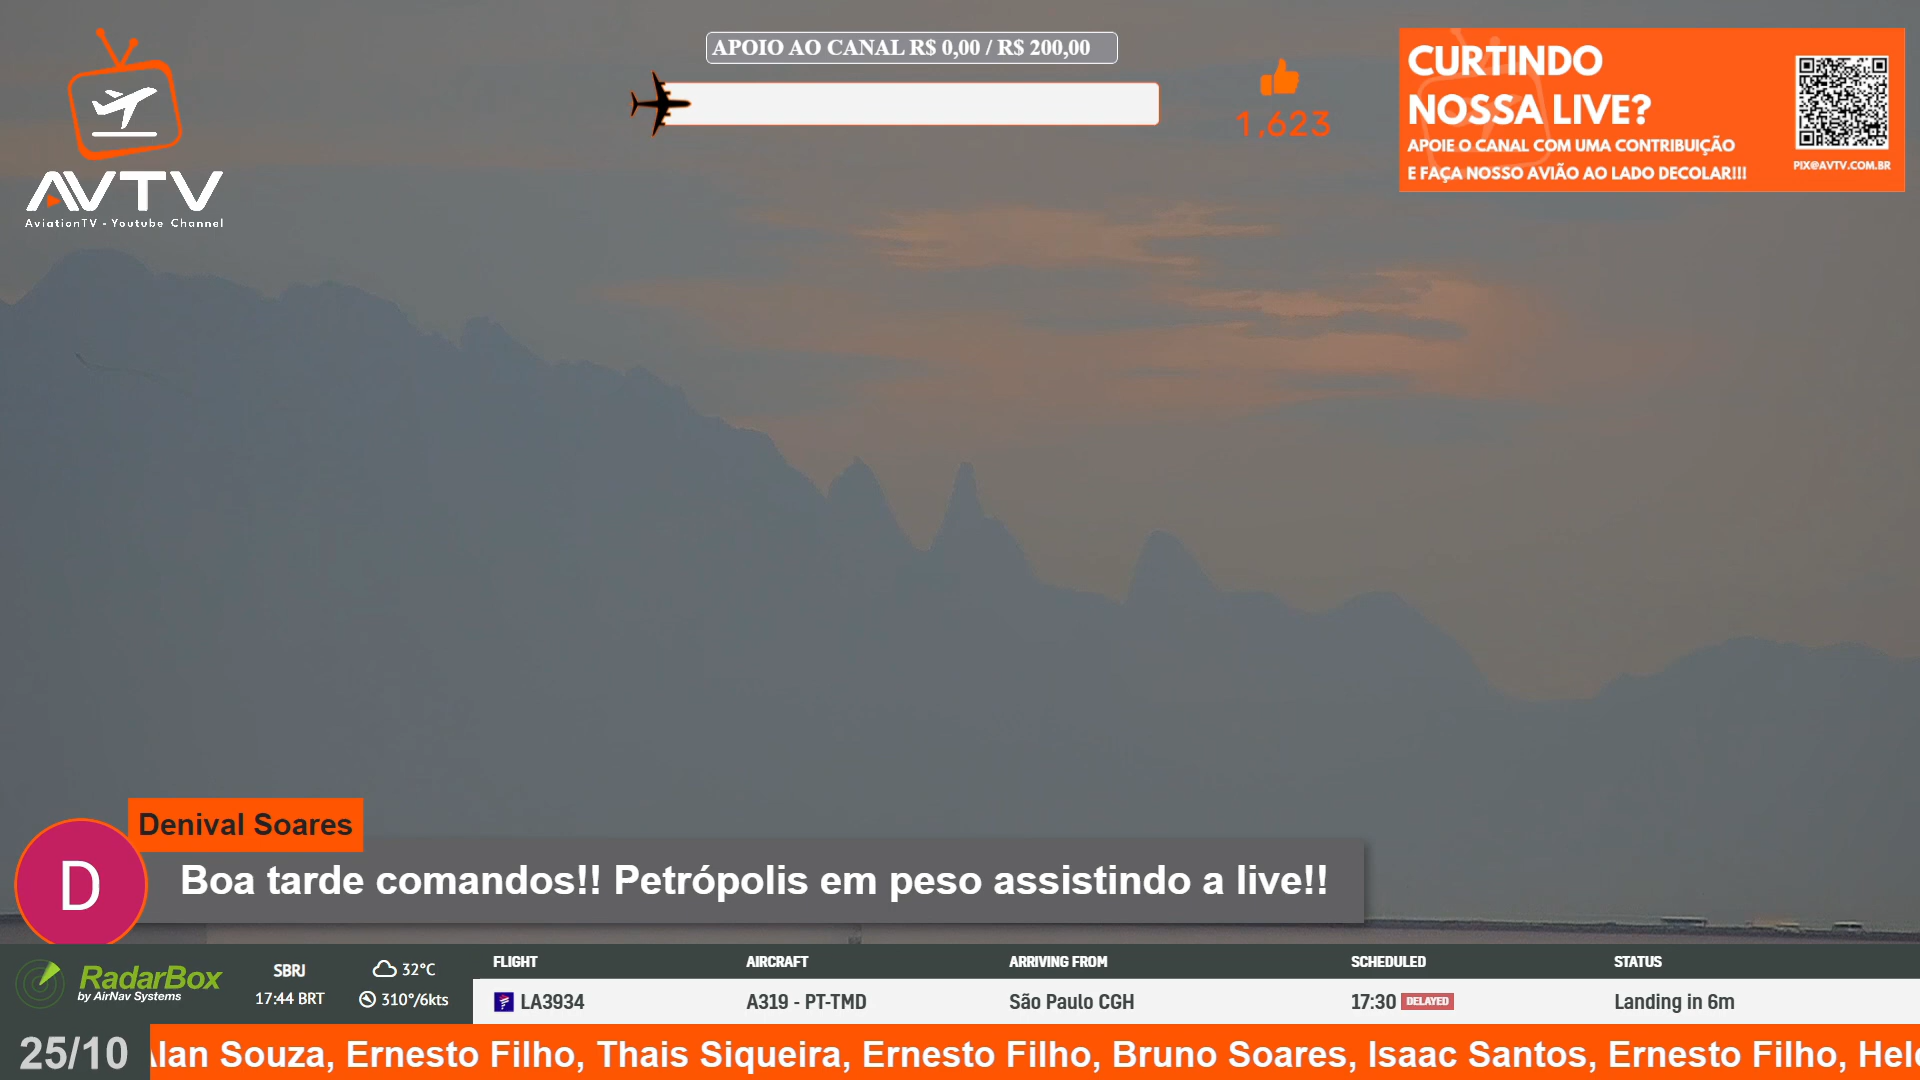 APOIO AO CANAL R$ 0,00 / R$ 200,00
1,623
CURTINDO
NOSSA LIVE?
APOIE O CANAL COM UMA CONTRIBUIÇÃO
E FAÇA NOSSO AVIÃO AO LADO DECOLAR!!!
PIX@AVTV.COM.BR
AVTV
AviationTV - Youtube Channel
Denival Soares
D
Boa tarde comandos!! Petrópolis em peso assistindo a live!!
RadarBox
by AirNav Systems
SBRJ
17:44 BRT
32°C
310°/6kts
FLIGHT AIRCRAFT ARRIVING FROM SCHEDULED STATUS
LA3934 A319 - PT-TMD São Paulo CGH 17:30 DELAYED Landing in 6m
25/10
lan Souza, Ernesto Filho, Thais Siqueira, Ernesto Filho, Bruno Soares, Isaac Santos, Ernesto Filho,